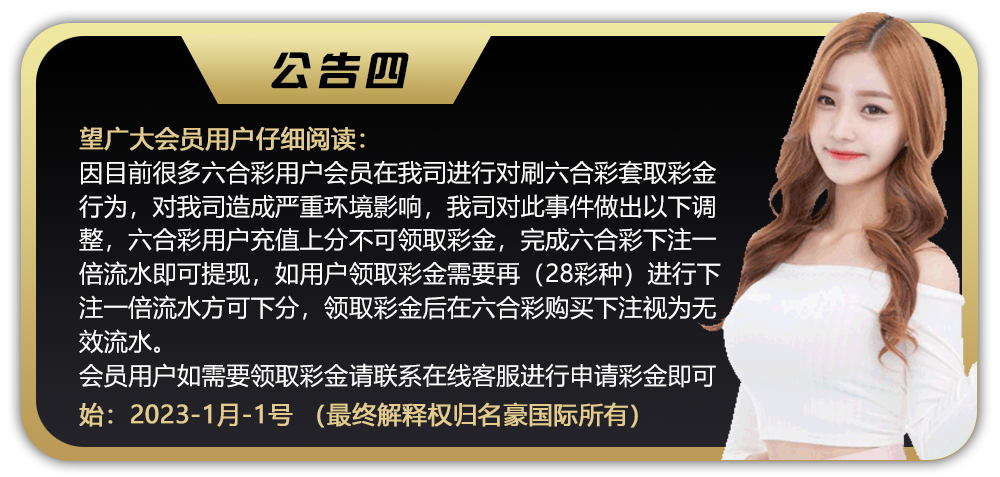 公告四
望广大会员用户仔细阅读：
因目前很多六合彩用户会员在我司进行对刷六合彩套取彩金
行为，对我司造成严重环境影响，我司对此事件做出以下调
整，六合彩用户充值上分不可领取彩金，完成六合彩下注一
倍流水即可提现，如用户领取彩金需要再（28彩种）进行下
注一倍流水方可下分，领取彩金后在六合彩购买下注视为无
效流水。
会员用户如需要领取彩金请联系在线客服进行申请彩金即可
始：2023-1月-1号 （最终解释权归名豪国际所有）